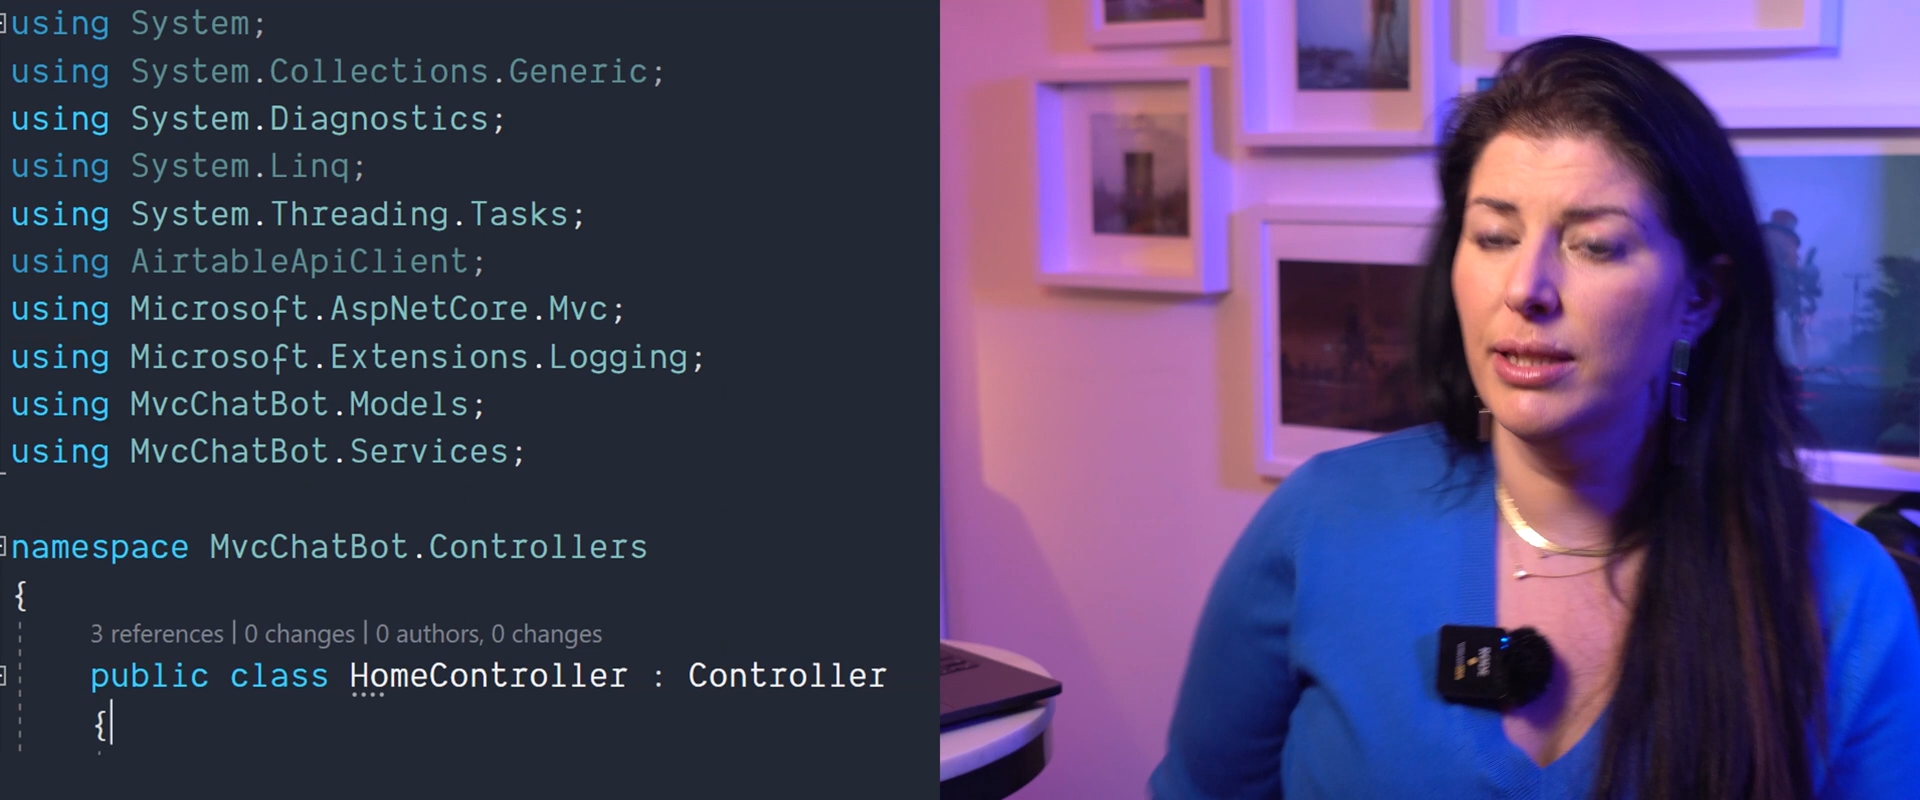 using System;
using System.Collections.Generic;
using System.Diagnostics;
using System.Linq;
using System.Threading.Tasks;
using AirtableApiClient;
using Microsoft.AspNetCore.Mvc;
using Microsoft.Extensions.Logging;
using MvcChatBot.Models;
using MvcChatBot.Services;
namespace MvcChatBot.Controllers
{
3 references | 0 changes | 0 authors, 0 changes
public class HomeController : Controller
{